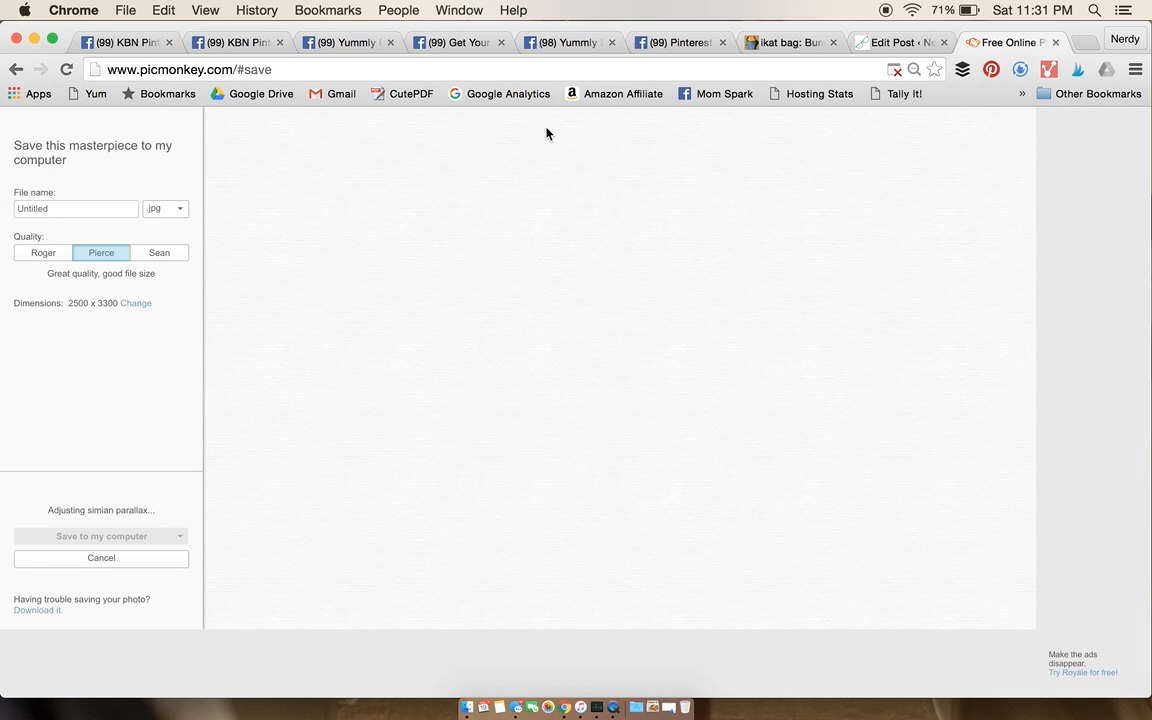 Chrome File Edit View History Bookmarks People Window Help 71% Sat 11:31 PM
(99) KBN Pint (99) KBN Pint (99) Yummly (99) Get Your (98) Yummly (99) Pinterest ikat bag: Bun Edit Post ‹ Ne Free Online P Nerdy
www.picmonkey.com/#save
Apps Yum Bookmarks Google Drive Gmail CutePDF Google Analytics Amazon Affiliate Mom Spark Hosting Stats Tally It! » Other Bookmarks
Save this masterpiece to my
computer
File name:
Untitled .jpg
Quality:
Roger Pierce Sean
Great quality, good file size
Dimensions: 2500 x 3300 Change
Adjusting simian parallax...
Save to my computer
Cancel
Having trouble saving your photo?
Download it.
Make the ads
disappear.
Try Royale for free!